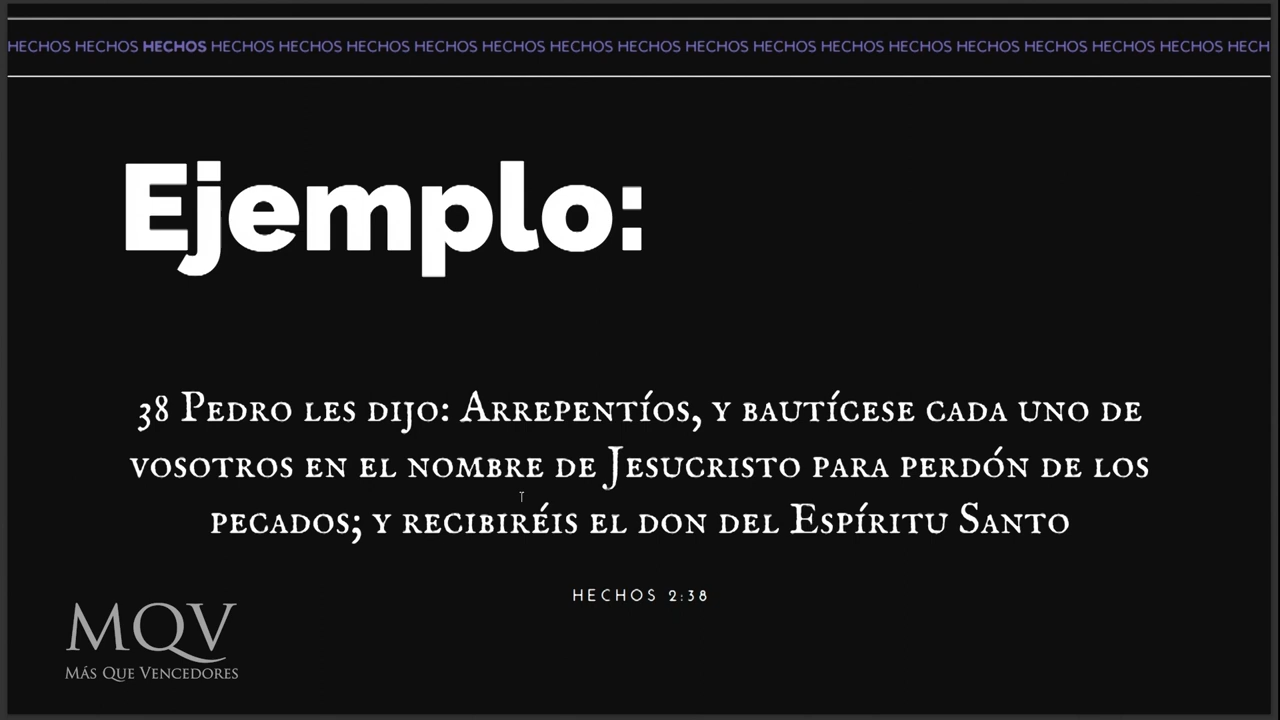 HECHOS HECHOS HECHOS HECHOS HECHOS HECHOS HECHOS HECHOS HECHOS HECHOS HECHOS HECHOS HECHOS HECHOS HECHOS HECHOS HECHOS HECHOS HECH
Ejemplo:
38 Pedro les dijo: Arrepentíos, y bautícese cada uno de
vosotros en el nombre de Jesucristo para perdón de los
pecados; y recibiréis el don del Espíritu Santo
HECHOS 2:38
MQV
Más Que Vencedores